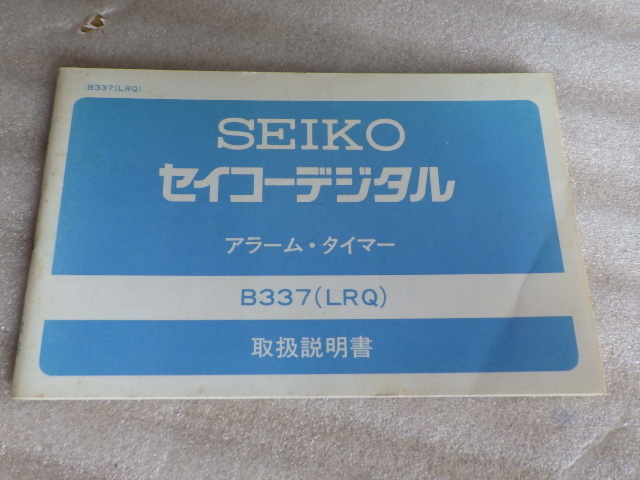 B337(LRQ)
SEIKO
セイコーデジタル
アラーム・タイマー
B337(LRQ)
取扱説明書